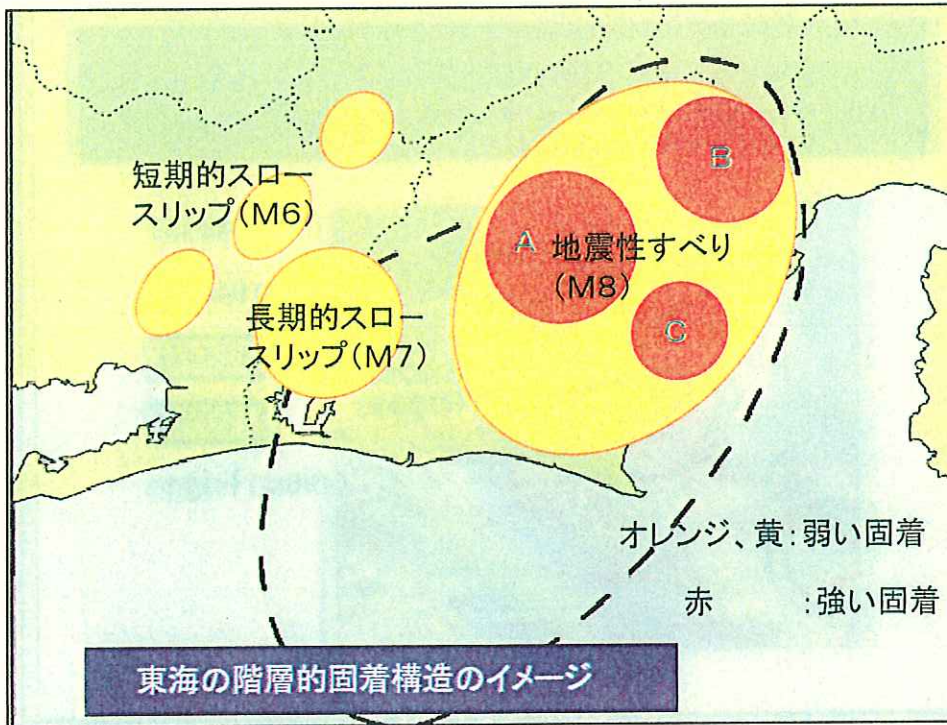 短期的スロー
スリップ(M6)
長期的スロー
スリップ(M7)
A
B
地震性すべり
(M8)
C
オレンジ、黄:弱い固着
赤　　　:強い固着
東海の階層的固着構造のイメージ